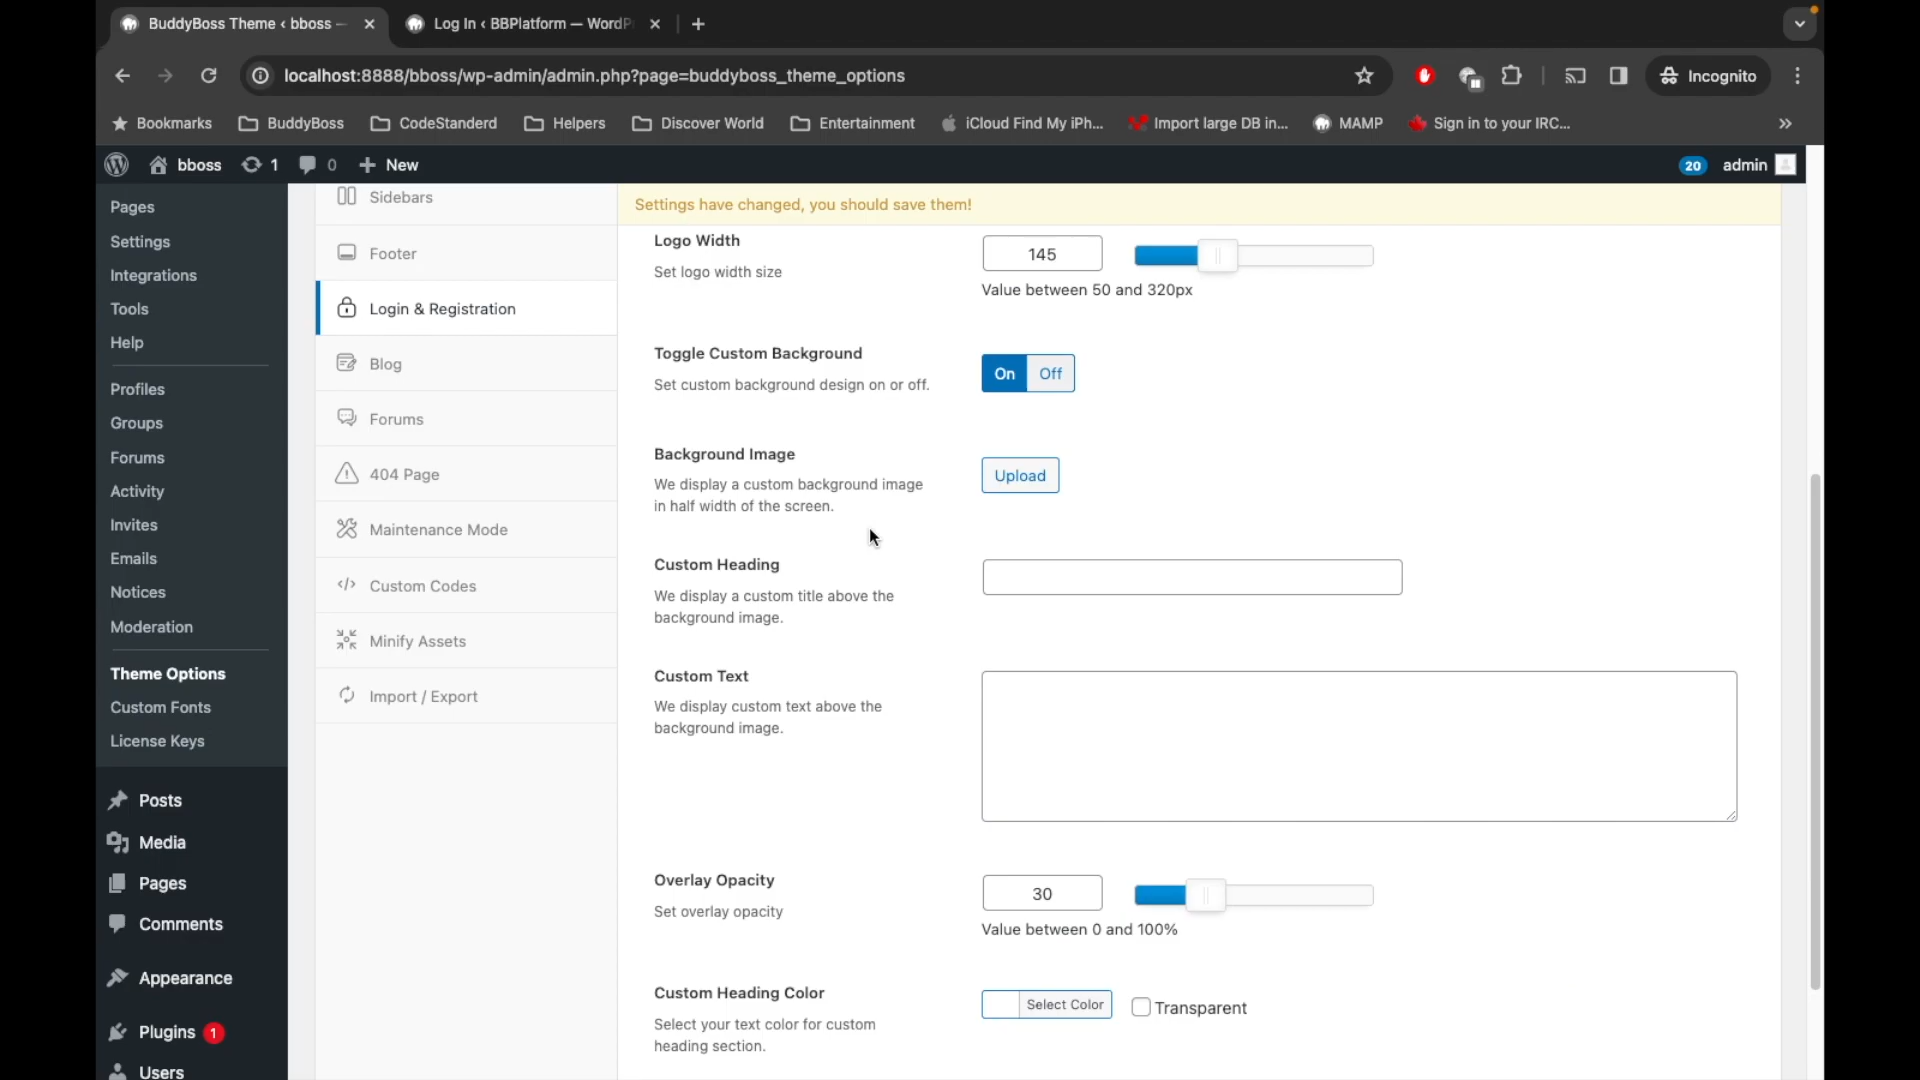 BuddyBoss Theme ‹ bboss —
Log In ‹ BBPlatform — WordP
localhost:8888/bboss/wp-admin/admin.php?page=buddyboss_theme_options
Incognito
Bookmarks
BuddyBoss
CodeStanderd
Helpers
Discover World
Entertainment
iCloud Find My iPh...
Import large DB in...
MAMP
Sign in to your IRC...
»
bboss
1
0
New
20
admin
Pages
Settings
Integrations
Tools
Help
Profiles
Groups
Forums
Activity
Invites
Emails
Notices
Moderation
Theme Options
Custom Fonts
License Keys
Posts
Media
Pages
Comments
Appearance
Plugins 1
Users
Sidebars
Footer
Login & Registration
Blog
Forums
404 Page
Maintenance Mode
Custom Codes
Minify Assets
Import / Export
Settings have changed, you should save them!
Logo Width
Set logo width size
145
Value between 50 and 320px
Toggle Custom Background
Set custom background design on or off.
On
Off
Background Image
We display a custom background image
in half width of the screen.
Upload
Custom Heading
We display a custom title above the
background image.
Custom Text
We display custom text above the
background image.
Overlay Opacity
Set overlay opacity
30
Value between 0 and 100%
Custom Heading Color
Select your text color for custom
heading section.
Select Color
Transparent